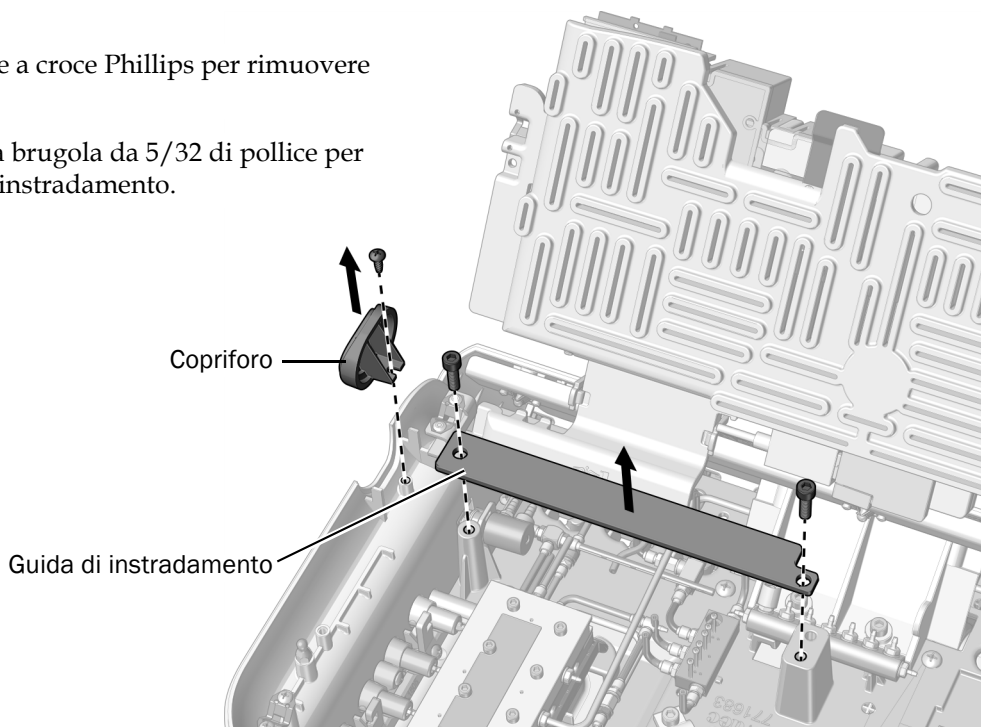 e a croce Phillips per rimuovere
brugola da 5/32 di pollice per
instradamento.
Copriforo
Guida di instradamento